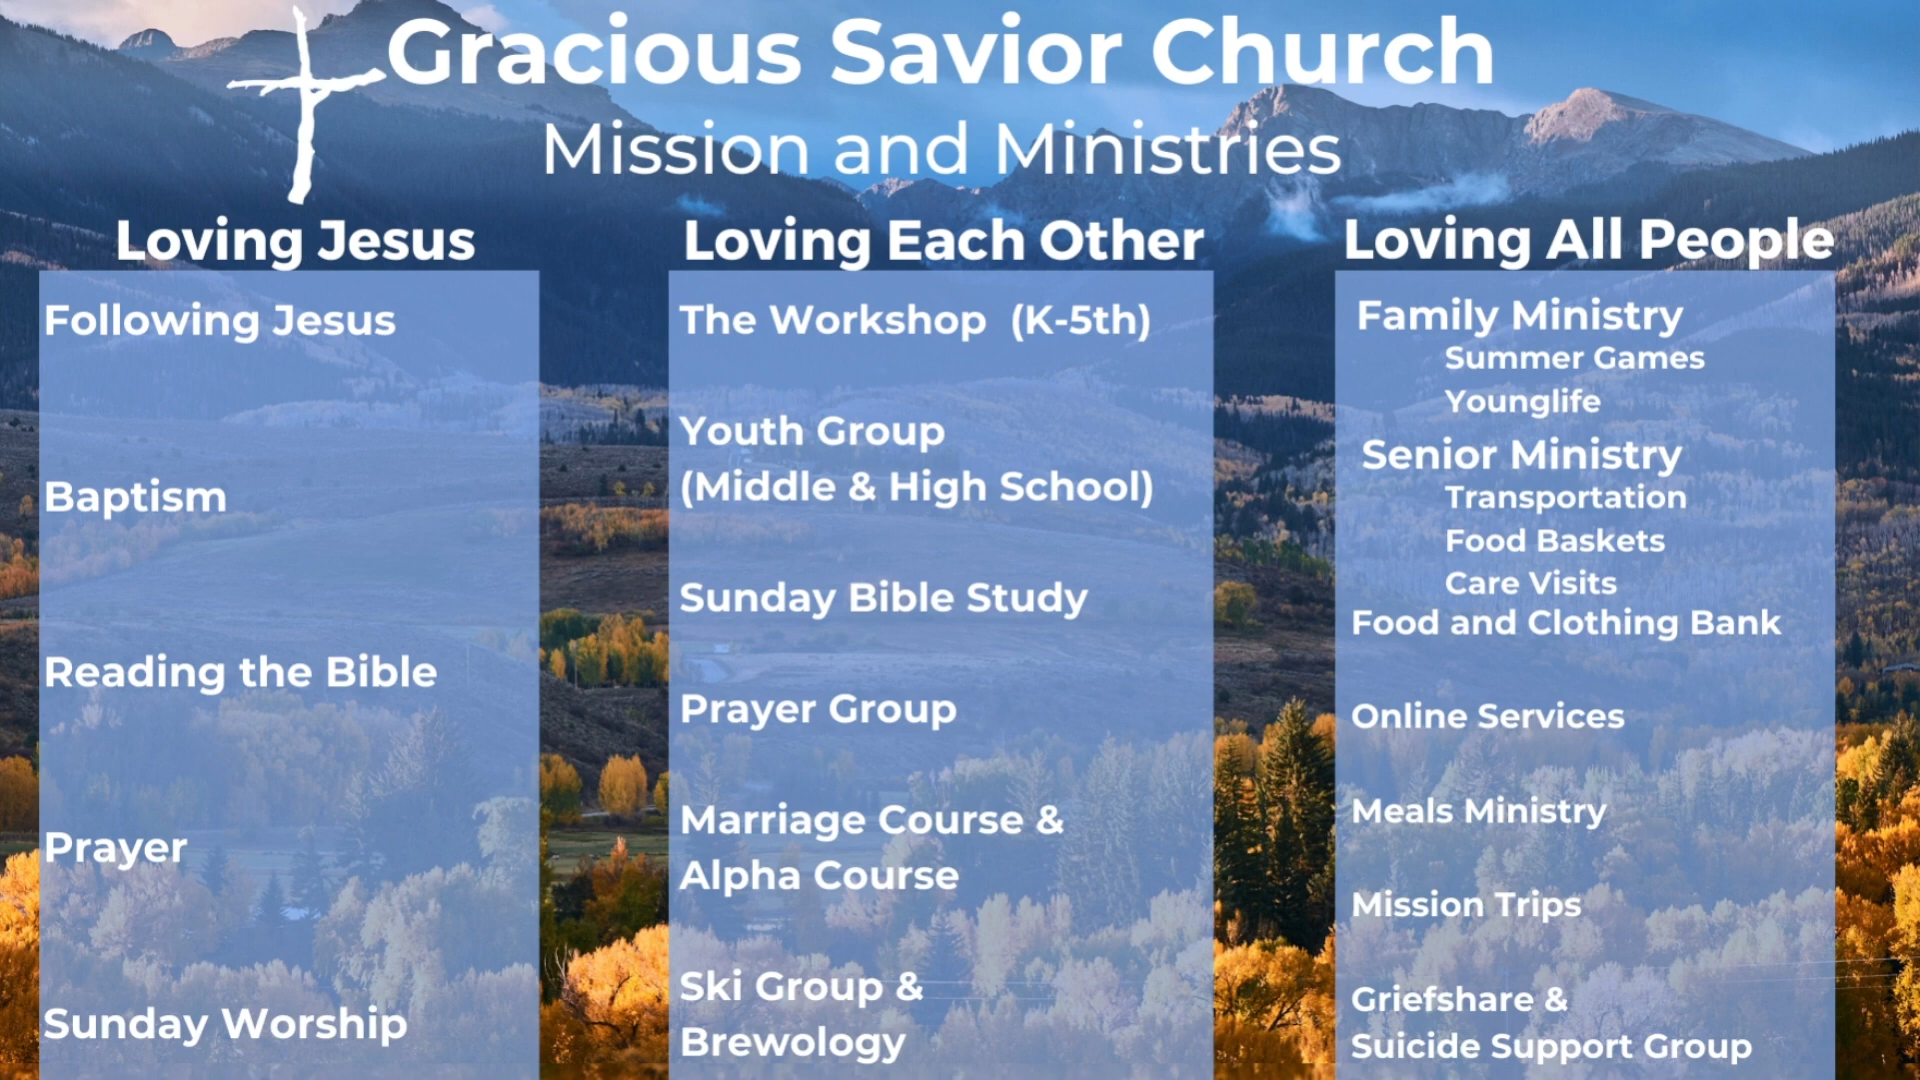 Gracious Savior Church
Mission and Ministries
Loving Jesus
Following Jesus
Baptism
Reading the Bible
Prayer
Sunday Worship
Loving Each Other
The Workshop (K-5th)
Youth Group
(Middle & High School)
Sunday Bible Study
Prayer Group
Marriage Course &
Alpha Course
Ski Group &
Brewology
Loving All People
Family Ministry
Summer Games
Younglife
Senior Ministry
Transportation
Food Baskets
Care Visits
Food and Clothing Bank
Online Services
Meals Ministry
Mission Trips
Griefshare &
Suicide Support Group